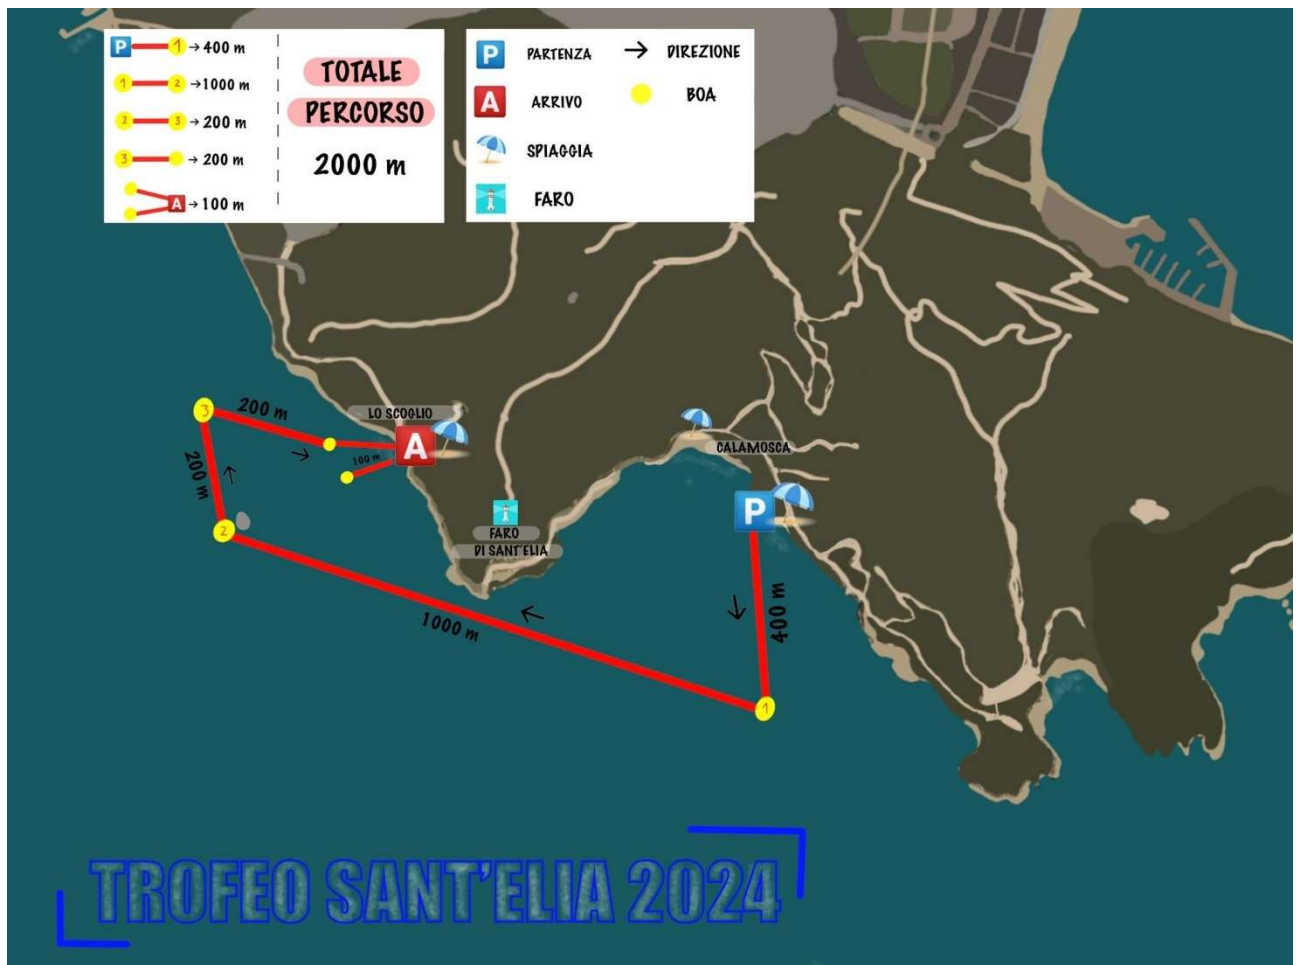 P 1 → 400 m
1 2 → 1000 m
2 3 → 200 m
3 → 200 m
A → 100 m
TOTALE
PERCORSO
2000 m
P PARTENZA
→ DIREZIONE
A ARRIVO
BOA
SPIAGGIA
FARO
3
200 m
LO SCOGLIO
A
100 m
200 m
2
CALAMOSCA
P
FARO
DI SANT'ELIA
400 m
1000 m
1
TROFEO SANT'ELIA 2024